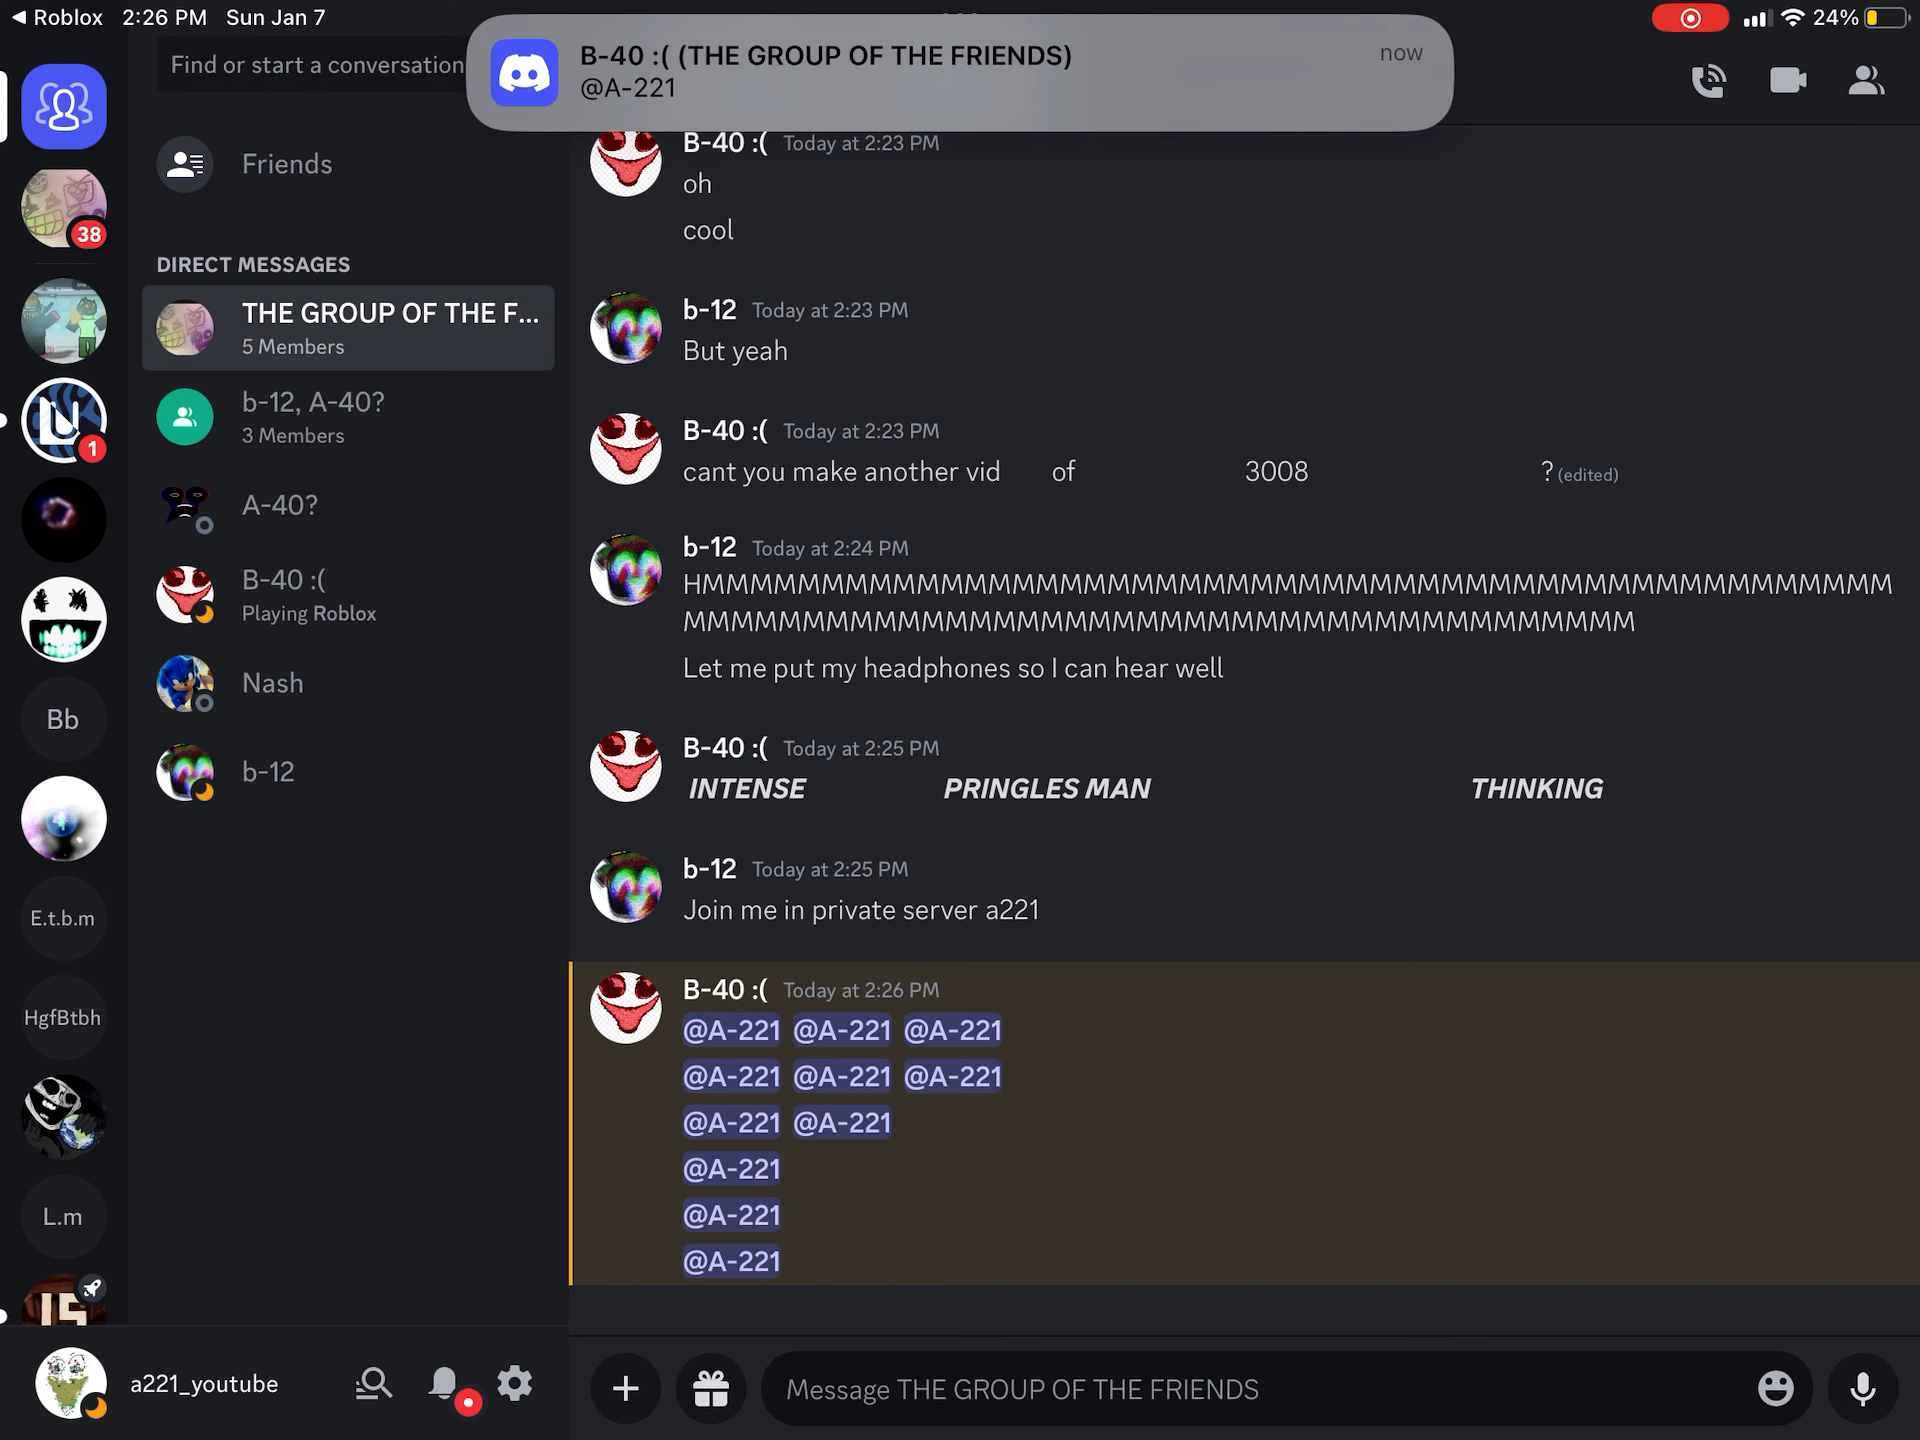 Roblox 2:26 PM Sun Jan 7
24%
B-40 :( (THE GROUP OF THE FRIENDS)
now
@A-221
Find or start a conversation
38
Friends
DIRECT MESSAGES
THE GROUP OF THE F...
5 Members
b-12, A-40?
3 Members
1
A-40?
B-40 :(
Playing Roblox
Nash
Bb
b-12
E.t.b.m
HgfBtbh
L.m
15
a221_youtube
B-40 :( Today at 2:23 PM
oh
cool
b-12 Today at 2:23 PM
But yeah
B-40 :( Today at 2:23 PM
cant you make another vid of 3008 ? (edited)
b-12 Today at 2:24 PM
HMMMMMMMMMMMMMMMMMMMMMMMMMMMMMMMMMMMMMMMMMMMMMMMMMM
MMMMMMMMMMMMMMMMMMMMMMMMMMMMMMMMMMMMMMMM
Let me put my headphones so I can hear well
B-40 :( Today at 2:25 PM
INTENSE PRINGLES MAN THINKING
b-12 Today at 2:25 PM
Join me in private server a221
B-40 :( Today at 2:26 PM
@A-221 @A-221 @A-221
@A-221 @A-221 @A-221
@A-221 @A-221
@A-221
@A-221
@A-221
Message THE GROUP OF THE FRIENDS